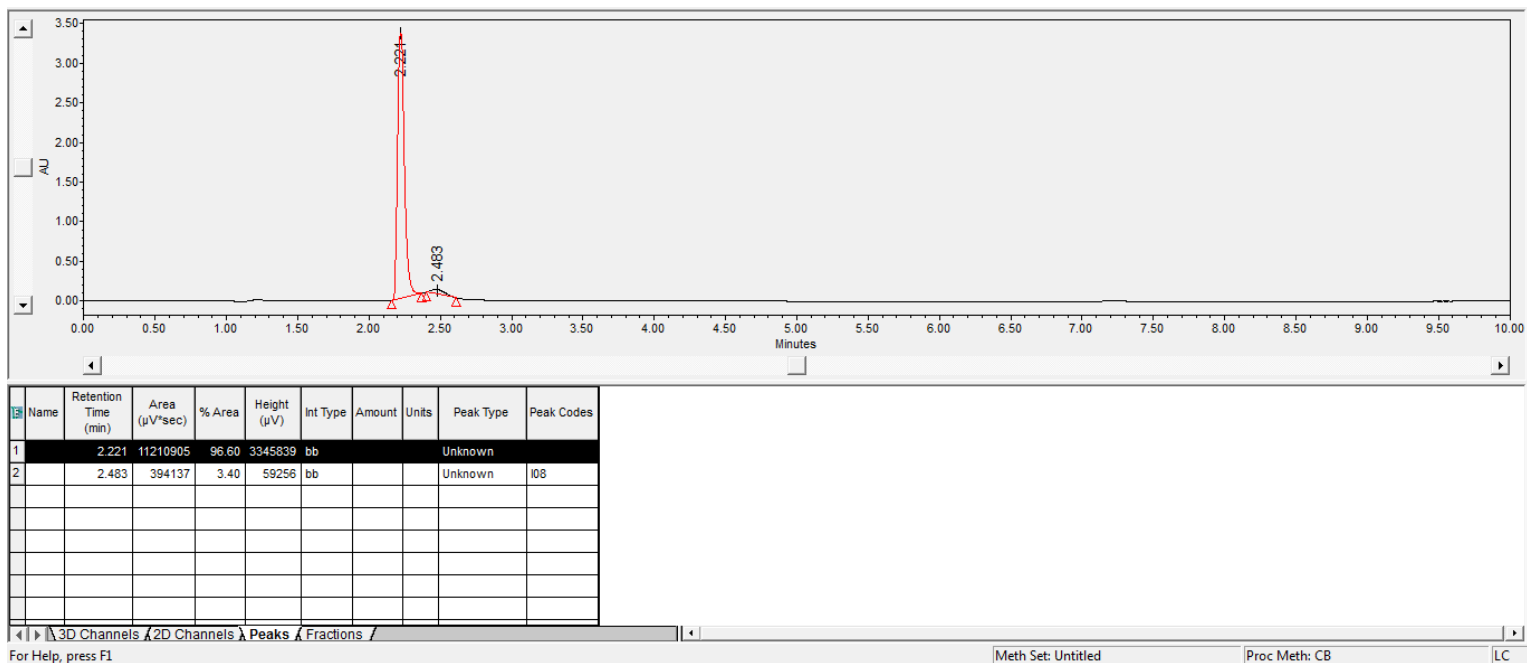 3.50
3.00
2.50
2.00
1.50
1.00
0.50
0.00
AU
2.221
2.483
0.00 0.50 1.00 1.50 2.00 2.50 3.00 3.50 4.00 4.50 5.00 5.50 6.00 6.50 7.00 7.50 8.00 8.50 9.00 9.50 10.00
Minutes
Name Retention Time (min) Area (µV*sec) % Area Height (µV) Int Type Amount Units Peak Type Peak Codes
1 2.221 11210905 96.60 3345839 bb Unknown
2 2.483 394137 3.40 59256 bb Unknown I08
3D Channels 2D Channels Peaks Fractions
For Help, press F1 Meth Set: Untitled Proc Meth: CB LC